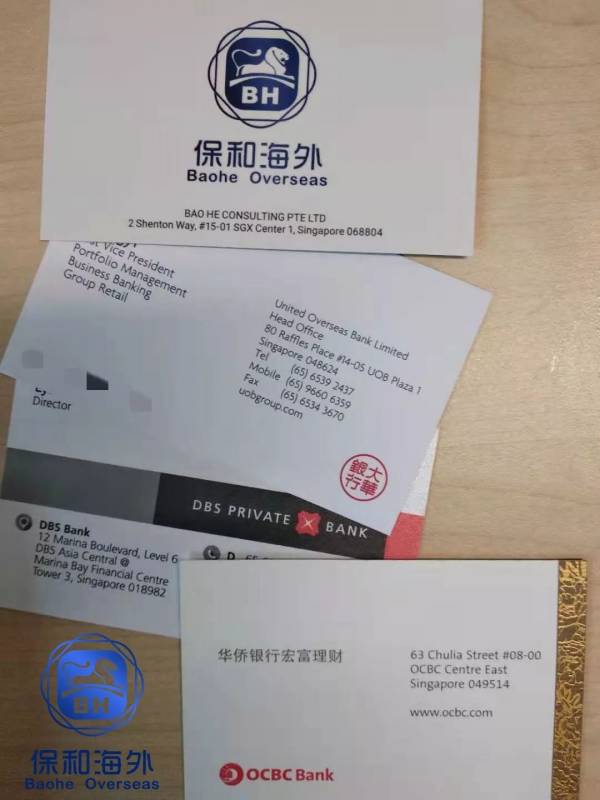 BH
保和海外
Baohe Overseas
BAO HE CONSULTING PTE LTD
2 Shenton Way, #15-01 SGX Center 1, Singapore 068804
Vice President
Portfolio Management
Business Banking
Group Retail
United Overseas Bank Limited
Head Office
80 Raffles Place #14-05 UOB Plaza 1
Singapore 048624
Tel (65) 6539 2437
Mobile (65) 9660 6359
Fax (65) 6534 3670
uobgroup.com
銀大
行華
Director
DBS PRIVATE BANK
DBS Bank
12 Marina Boulevard, Level
DBS Asia Central @
Marina Bay Financial Centre
Tower 3, Singapore 018982
华侨银行宏富理财
63 Chulia Street #08-00
OCBC Centre East
Singapore 049514
www.ocbc.com
OCBC Bank
BH
保和海外
Baohe Overseas